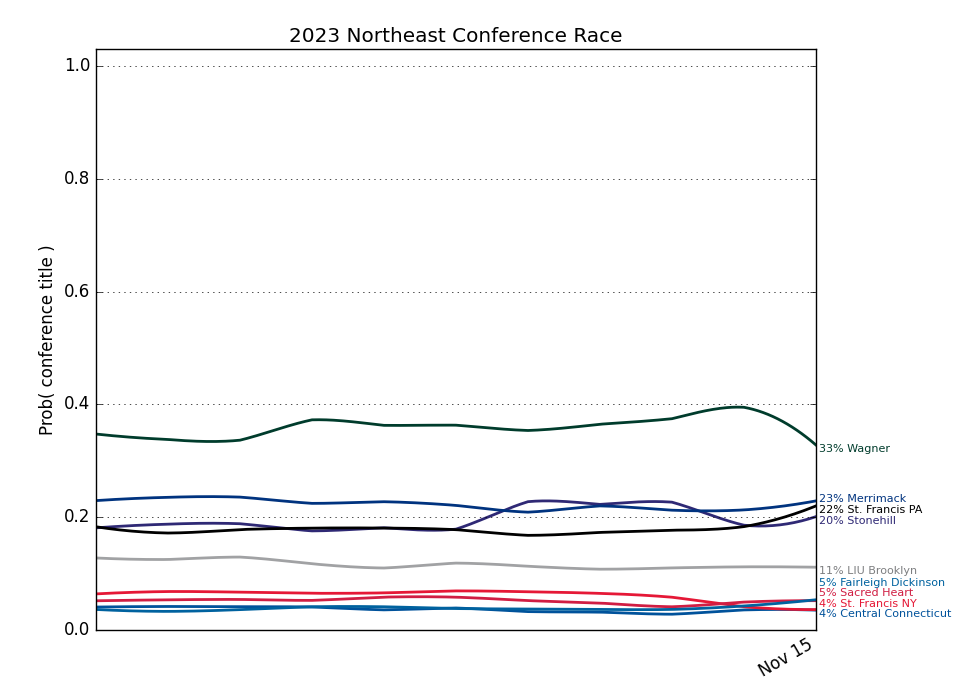 2023 Northeast Conference Race
Prob( conference title )
1.0
0.8
0.6
0.4
0.2
0.0
33% Wagner
23% Merrimack
22% St. Francis PA
20% Stonehill
11% LIU Brooklyn
5% Fairleigh Dickinson
5% Sacred Heart
4% St. Francis NY
4% Central Connecticut
Nov 15